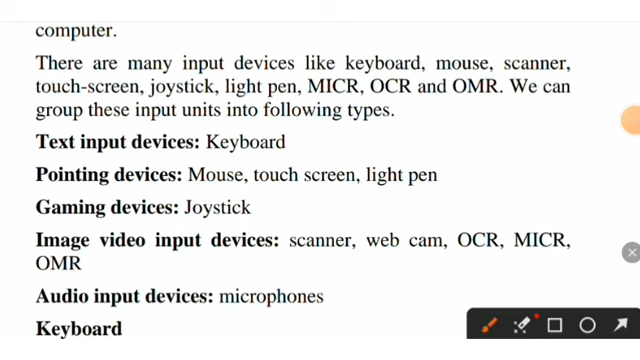 computer.
There are many input devices like keyboard, mouse, scanner,
touch-screen, joystick, light pen, MICR, OCR and OMR. We can
group these input units into following types.
Text input devices: Keyboard
Pointing devices: Mouse, touch screen, light pen
Gaming devices: Joystick
Image video input devices: scanner, web cam, OCR, MICR,
OMR
Audio input devices: microphones
Keyboard